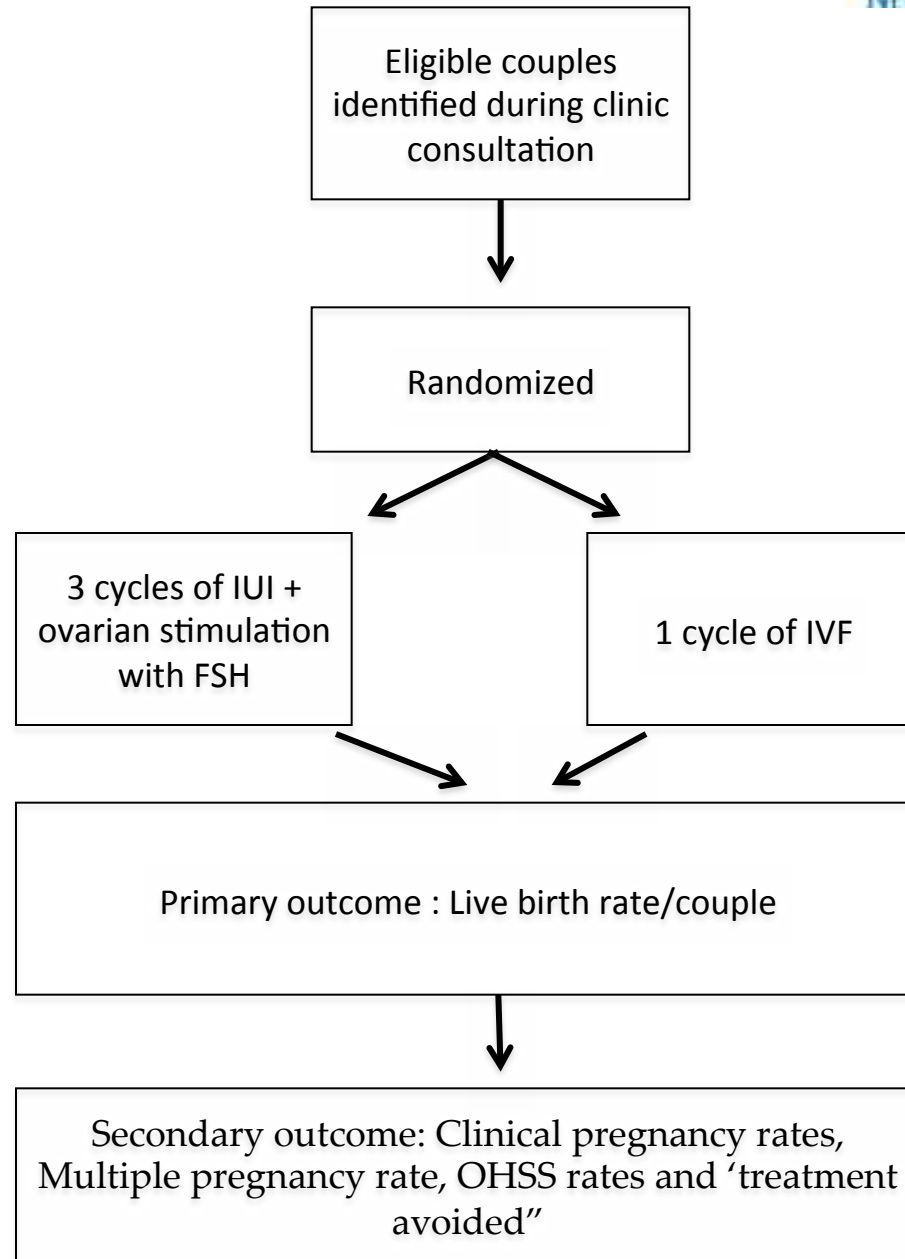 Eligible couples
identified during clinic
consultation
Randomized
3 cycles of IUI +
ovarian stimulation
with FSH
1 cycle of IVF
Primary outcome : Live birth rate/couple
Secondary outcome: Clinical pregnancy rates,
Multiple pregnancy rate, OHSS rates and ‘treatment
avoided”